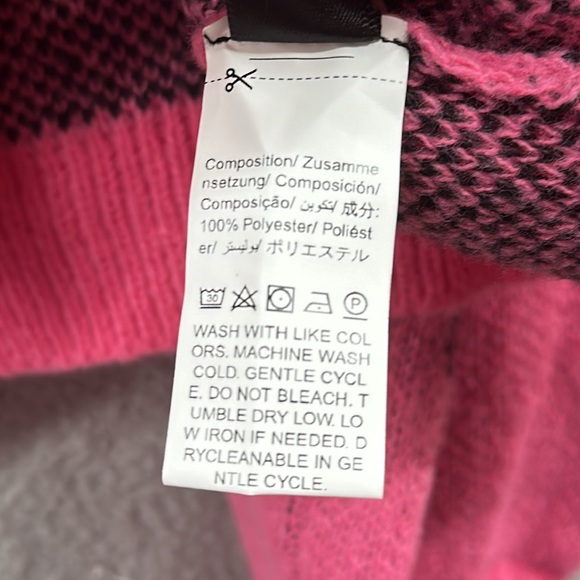 Composition/ Zusamme
nsetzung/ Composición/
Composição/ تكوين/ 成分:
100% Polyester/ Poliést
er/ بوليستر/ ポリエステル
30 P
WASH WITH LIKE COL
ORS. MACHINE WASH
COLD. GENTLE CYCL
E. DO NOT BLEACH. T
UMBLE DRY LOW. LO
W IRON IF NEEDED. D
RYCLEANABLE IN GE
NTLE CYCLE.